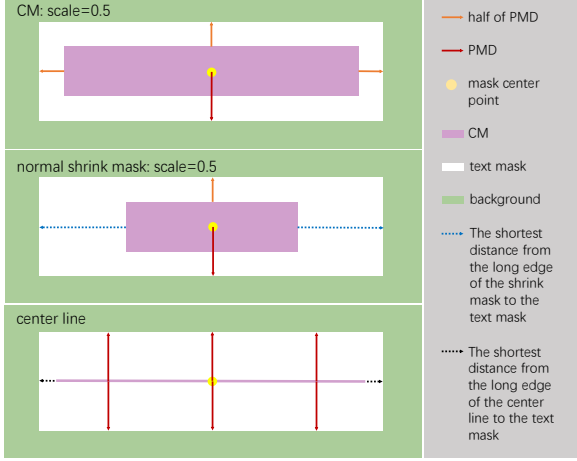 CM: scale=0.5
normal shrink mask: scale=0.5
center line
half of PMD
PMD
mask center
point
CM
text mask
background
The shortest
distance from
the long edge
of the shrink
mask to the
text mask
The shortest
distance from
the long edge
of the center
line to the text
mask